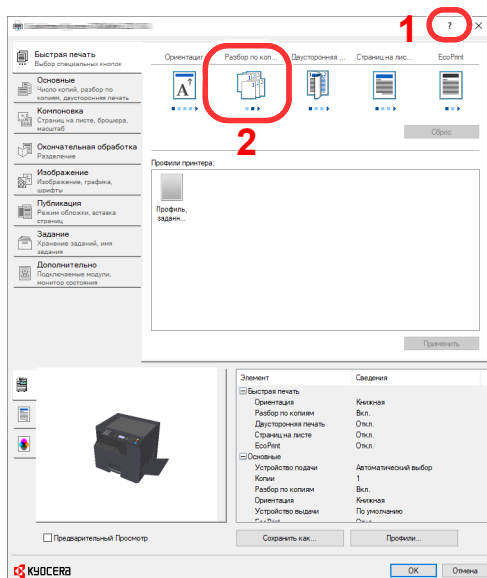 1
?
Быстрая печать
Выбор специальных кнопок
Ориентация
Разбор по коп...
Двусторонняя ...
Страниц на лис...
EcoPrint
Основные
Число копий, разбор по
копиям, двусторонняя печать
A
2
Сброс
Компоновка
Страниц на листе, брошюра,
масштаб
Окончательная обработка
Разделение
Изображение
Изображение, графика,
шрифты
Публикация
Режим обложки, вставка
страниц
Задание
Хранение заданий, имя
задания
Дополнительно
Подключаемые модули,
монитор состояния
Профили принтера:
Профиль,
заданн...
Применить
Элемент Сведения
Быстрая печать
Ориентация Книжная
Разбор по копиям Вкл.
Двусторонняя печать Откл.
Страниц на листе Откл.
EcoPrint Откл.
Основные
Устройство подачи Автоматический выбор
Копии 1
Разбор по копиям Вкл.
Ориентация Книжная
Устройство выдачи По умолчанию
Предварительный Просмотр
Сохранить как...
Профили...
KYOCERA
OK
Отмена